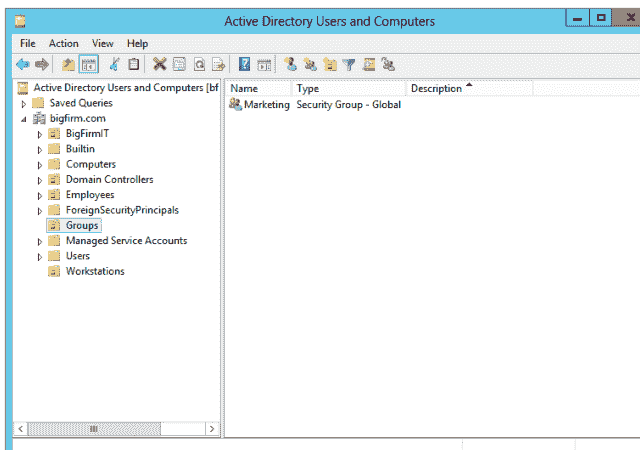 Active Directory Users and Computers
File Action View Help
Active Directory Users and Computers [bf
Saved Queries
bigfirm.com
BigFirmIT
Builtin
Computers
Domain Controllers
Employees
ForeignSecurityPrincipals
Groups
Managed Service Accounts
Users
Workstations
Name Type Description
Marketing Security Group - Global